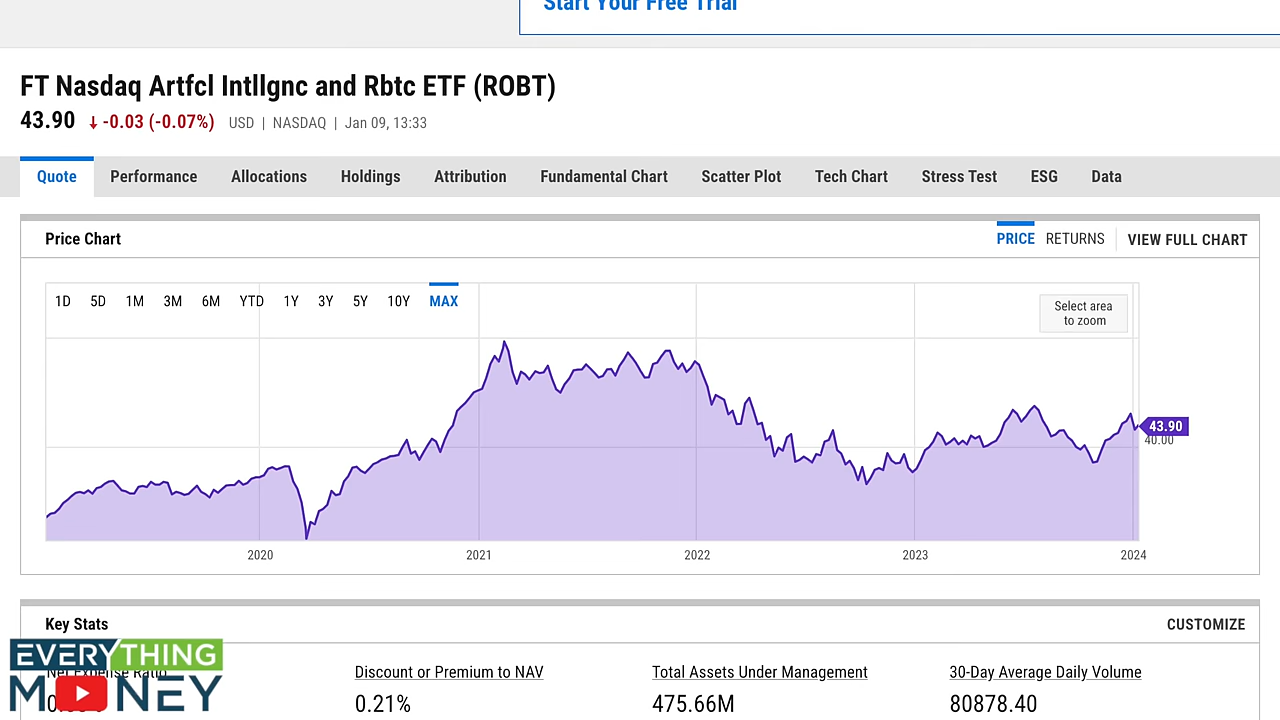 Start Your Free Trial
FT Nasdaq Artfcl Intllgnc and Rbtc ETF (ROBT)
43.90 ↓ -0.03 (-0.07%) USD | NASDAQ | Jan 09, 13:33
Quote Performance Allocations Holdings Attribution Fundamental Chart Scatter Plot Tech Chart Stress Test ESG Data
Price Chart PRICE RETURNS VIEW FULL CHART
1D 5D 1M 3M 6M YTD 1Y 3Y 5Y 10Y MAX
Select area
to zoom
43.90
40.00
2020 2021 2022 2023 2024
Key Stats CUSTOMIZE
Net Expense Ratio Discount or Premium to NAV Total Assets Under Management 30-Day Average Daily Volume
0.21% 475.66M 80878.40
EVERYTHING
MONEY